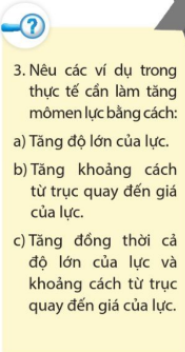 ?
3. Nêu các ví dụ trong
thực tế cần làm tăng
mômen lực bằng cách:
a) Tăng độ lớn của lực.
b) Tăng khoảng cách
từ trục quay đến giá
của lực.
c) Tăng đồng thời cả
độ lớn của lực và
khoảng cách từ trục
quay đến giá của lực.